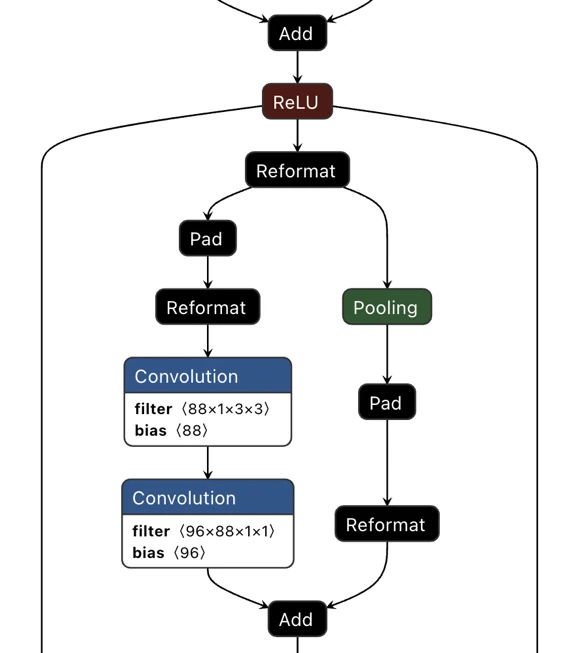 Add
ReLU
Reformat
Pad
Reformat
Pooling
Convolution
filter 〈88×1×3×3〉
bias 〈88〉
Pad
Convolution
filter 〈96×88×1×1〉
bias 〈96〉
Reformat
Add